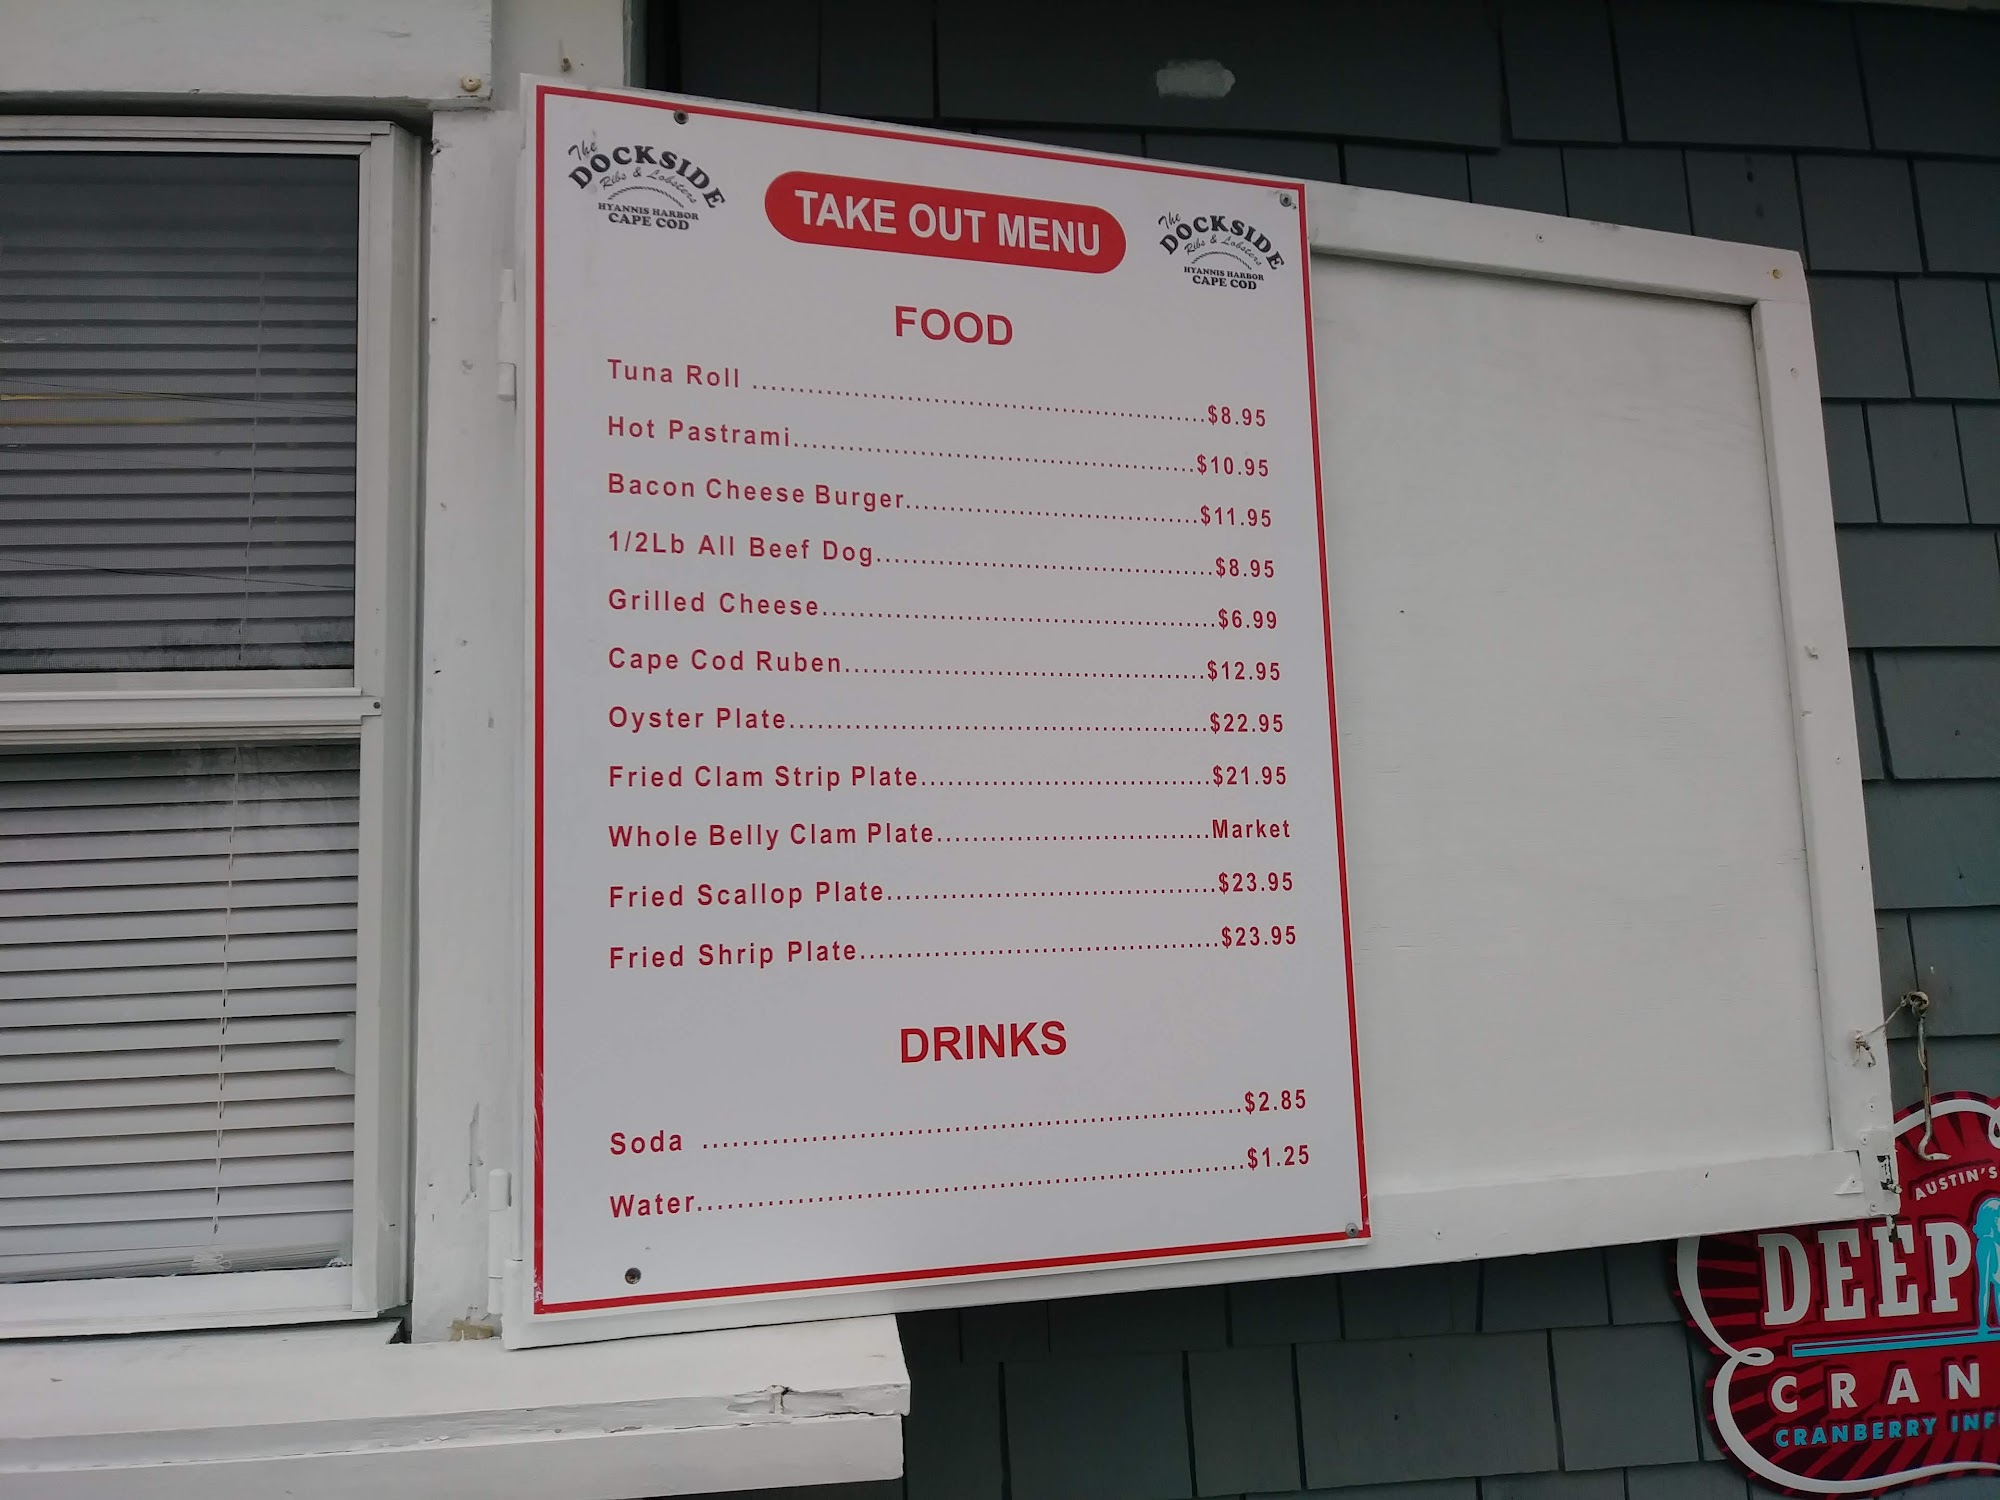 The DOCKSIDE
Ribs & Lobsters
HYANNIS HARBOR
CAPE COD
TAKE OUT MENU
The DOCKSIDE
Ribs & Lobsters
HYANNIS HARBOR
CAPE COD
FOOD
Tuna Roll ................................................$8.95
Hot Pastrami..........................................$10.95
Bacon Cheese Burger...............................$11.95
1/2Lb All Beef Dog....................................$8.95
Grilled Cheese..........................................$6.99
Cape Cod Ruben......................................$12.95
Oyster Plate............................................$22.95
Fried Clam Strip Plate...............................$21.95
Whole Belly Clam Plate.............................Market
Fried Scallop Plate...................................$23.95
Fried Shrip Plate......................................$23.95
DRINKS
Soda .........................................................$2.85
Water..........................................................$1.25
AUSTIN'S
DEEP
CRAN
CRANBERRY INF